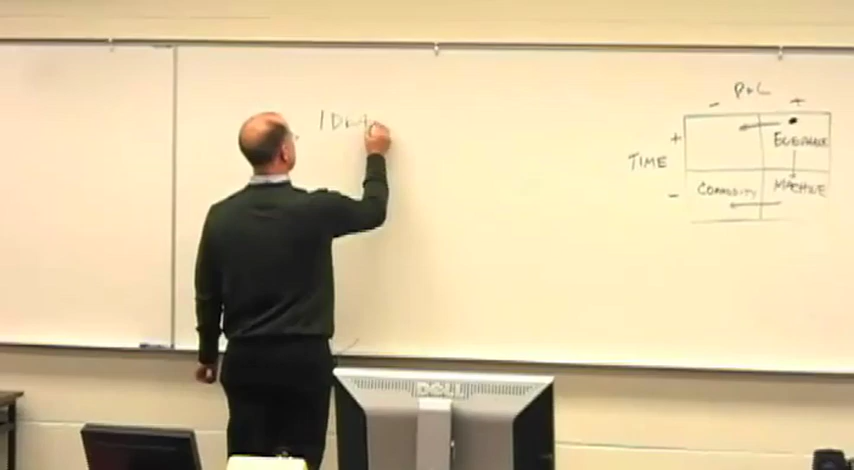 P&L
- +
+
TIME
-
COMMODITY MACHINE
DELL